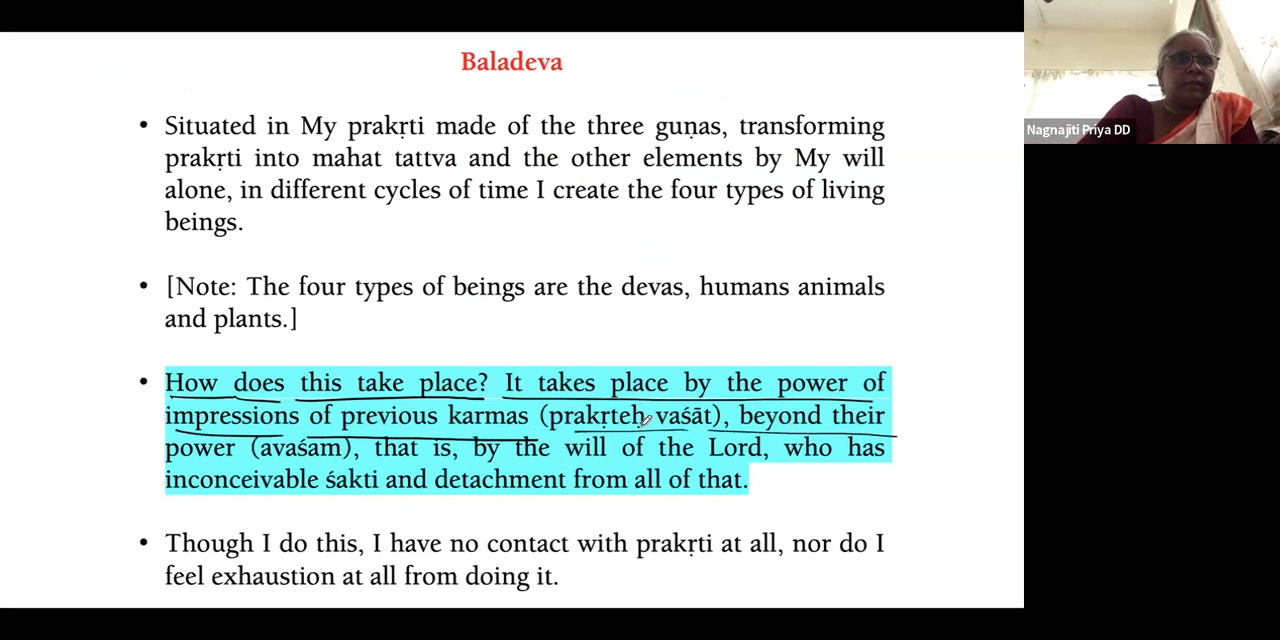 Baladeva
• Situated in My prakṛti made of the three guṇas, transforming
prakṛti into mahat tattva and the other elements by My will
alone, in different cycles of time I create the four types of living
beings.
• [Note: The four types of beings are the devas, humans animals
and plants.]
• How does this take place? It takes place by the power of
impressions of previous karmas (prakṛteḥ vaśāt), beyond their
power (avaśam), that is, by the will of the Lord, who has
inconceivable śakti and detachment from all of that.
• Though I do this, I have no contact with prakṛti at all, nor do I
feel exhaustion at all from doing it.
Nagnajiti Priya DD